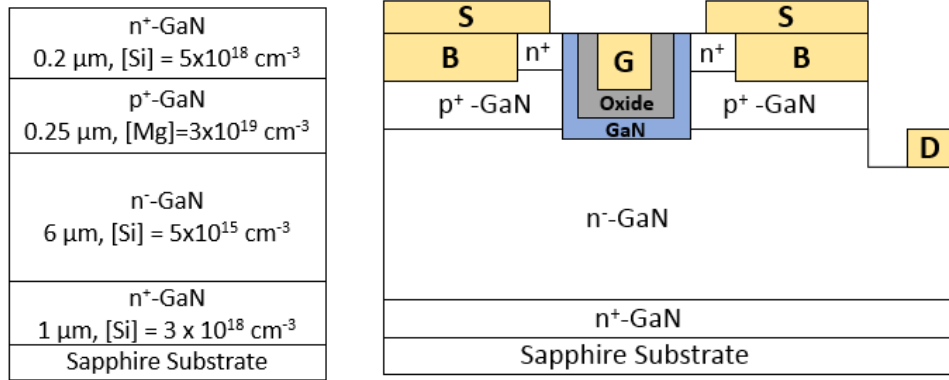 n⁺-GaN
0.2 µm, [Si] = 5x10¹⁸ cm⁻³
p⁺-GaN
0.25 µm, [Mg]=3x10¹⁹ cm⁻³
n⁻-GaN
6 µm, [Si] = 5x10¹⁵ cm⁻³
n⁺-GaN
1 µm, [Si] = 3 x 10¹⁸ cm⁻³
Sapphire Substrate
S
S
B
n⁺
G
n⁺
B
p⁺ -GaN
Oxide
p⁺ -GaN
GaN
D
n⁻-GaN
n⁺-GaN
Sapphire Substrate